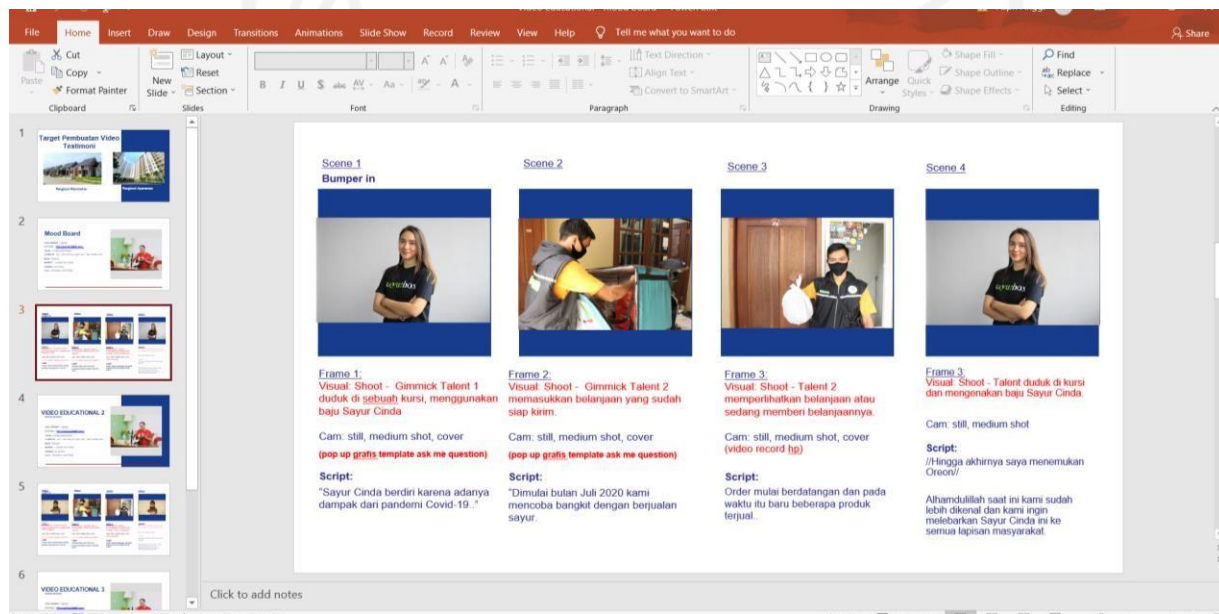 File Home Insert Draw Design Transitions Animations Slide Show Record Review View Help Tell me what you want to do Share
Cut
Copy
Format Painter
Paste
Clipboard
New Slide
Layout
Reset
Section
Slides
Font
Text Direction
Align Text
Convert to SmartArt
Paragraph
Arrange
Quick Styles
Shape Fill
Shape Outline
Shape Effects
Drawing
Find
Replace
Select
Editing
1
Target Pembuatan Video
Testimoni
2
Mood Board
3
4
VIDEO EDUCATIONAL 2
5
6
VIDEO EDUCATIONAL 3
Scene 1
Bumper in
Frame 1:
Visual: Shoot - Gimmick Talent 1
duduk di sebuah kursi, menggunakan
baju Sayur Cinda
Cam: still, medium shot, cover
(pop up grafis template ask me question)
Script:
"Sayur Cinda berdiri karena adanya
dampak dari pandemi Covid-19.."
Scene 2
Frame 2:
Visual: Shoot - Gimmick Talent 2
memasukkan belanjaan yang sudah
siap kirim.
Cam: still, medium shot, cover
(pop up grafis template ask me question)
Script:
"Dimulai bulan Juli 2020 kami
mencoba bangkit dengan berjualan
sayur.
Scene 3
Frame 3:
Visual: Shoot - Talent 2
memperlihatkan belanjaan atau
sedang memberi belanjaannya.
Cam: still, medium shot, cover
(video record hp)
Script:
Order mulai berdatangan dan pada
waktu itu baru beberapa produk
terjual..
Scene 4
Frame 3:
Visual: Shoot - Talent duduk di kursi
dan mengenakan baju Sayur Cinda.
Cam: still, medium shot
Script:
//Hingga akhirnya saya menemukan
Oreon//
Alhamdulillah saat ini kami sudah
lebih dikenal dan kami ingin
melebarkan Sayur Cinda ini ke
semua lapisan masyarakat.
Click to add notes